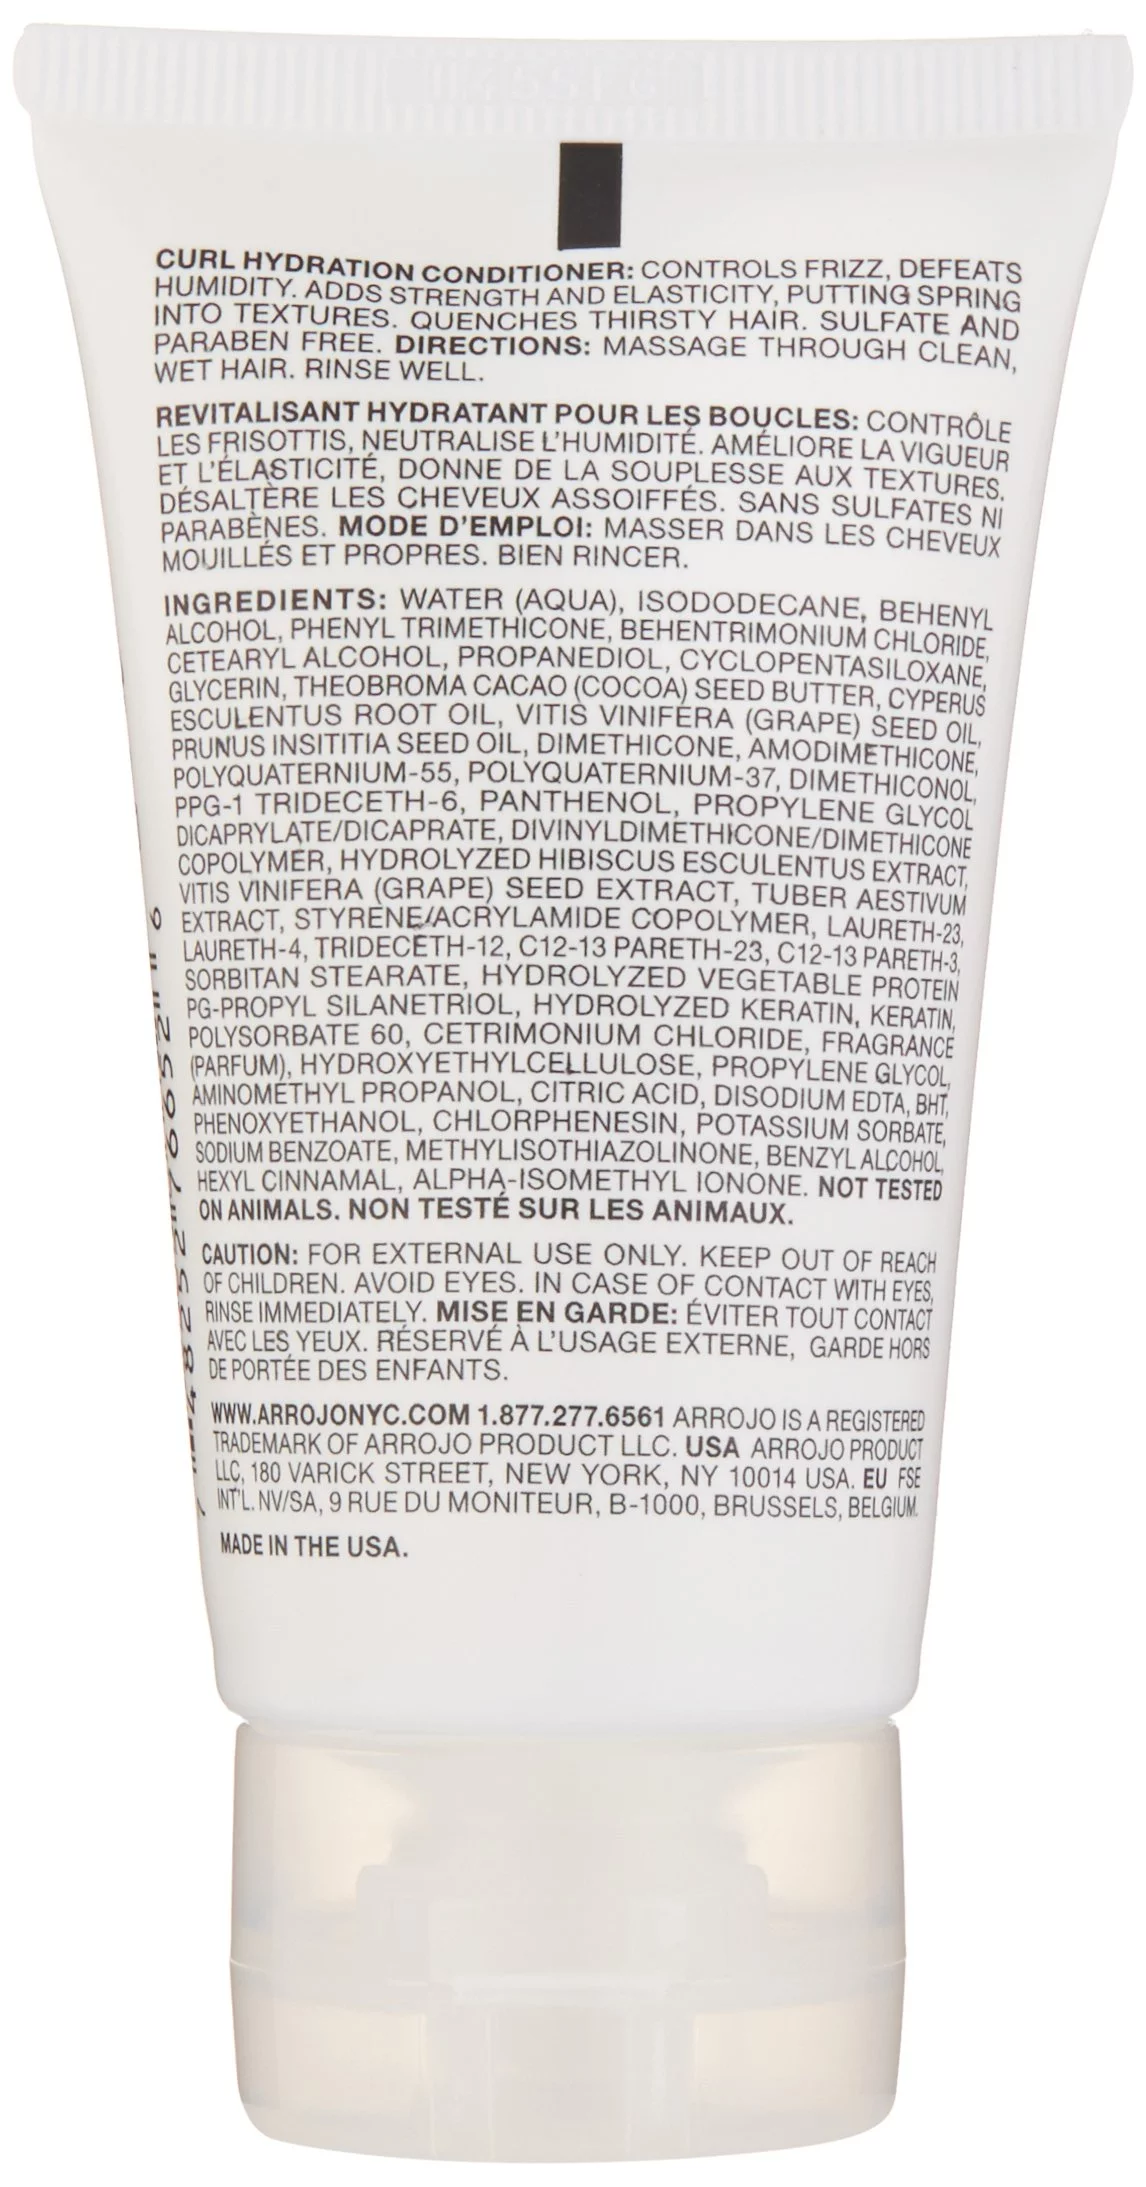 CURL HYDRATION CONDITIONER: CONTROLS FRIZZ, DEFEATS
HUMIDITY. ADDS STRENGTH AND ELASTICITY, PUTTING SPRING
INTO TEXTURES. QUENCHES THIRSTY HAIR. SULFATE AND
PARABEN FREE. DIRECTIONS: MASSAGE THROUGH CLEAN,
WET HAIR. RINSE WELL.
REVITALISANT HYDRATANT POUR LES BOUCLES: CONTRÔLE
LES FRISOTTIS, NEUTRALISE L'HUMIDITÉ. AMÉLIORE LA VIGUEUR
ET L'ÉLASTICITÉ, DONNE DE LA SOUPLESSE AUX TEXTURES.
DÉSALTÈRE LES CHEVEUX ASSOIFFÉS. SANS SULFATES NI
PARABÈNES. MODE D'EMPLOI: MASSER DANS LES CHEVEUX
MOUILLÉS ET PROPRES. BIEN RINCER.
INGREDIENTS: WATER (AQUA), ISODODECANE, BEHENYL
ALCOHOL, PHENYL TRIMETHICONE, BEHENTRIMONIUM CHLORIDE,
CETEARYL ALCOHOL, PROPANEDIOL, CYCLOPENTASILOXANE,
GLYCERIN, THEOBROMA CACAO (COCOA) SEED BUTTER, CYPERUS
ESCULENTUS ROOT OIL, VITIS VINIFERA (GRAPE) SEED OIL,
PRUNUS INSITITIA SEED OIL, DIMETHICONE, AMODIMETHICONE,
POLYQUATERNIUM-55, POLYQUATERNIUM-37, DIMETHICONOL,
PPG-1 TRIDECETH-6, PANTHENOL, PROPYLENE GLYCOL
DICAPRYLATE/DICAPRATE, DIVINYLDIMETHICONE/DIMETHICONE
COPOLYMER, HYDROLYZED HIBISCUS ESCULENTUS EXTRACT,
VITIS VINIFERA (GRAPE) SEED EXTRACT, TUBER AESTIVUM
EXTRACT, STYRENE/ACRYLAMIDE COPOLYMER, LAURETH-23,
LAURETH-4, TRIDECETH-12, C12-13 PARETH-23, C12-13 PARETH-3,
SORBITAN STEARATE, HYDROLYZED VEGETABLE PROTEIN
PG-PROPYL SILANETRIOL, HYDROLYZED KERATIN, KERATIN,
POLYSORBATE 60, CETRIMONIUM CHLORIDE, FRAGRANCE
(PARFUM), HYDROXYETHYLCELLULOSE, PROPYLENE GLYCOL,
AMINOMETHYL PROPANOL, CITRIC ACID, DISODIUM EDTA, BHT,
PHENOXYETHANOL, CHLORPHENESIN, POTASSIUM SORBATE,
SODIUM BENZOATE, METHYLISOTHIAZOLINONE, BENZYL ALCOHOL,
HEXYL CINNAMAL, ALPHA-ISOMETHYL IONONE. NOT TESTED
ON ANIMALS. NON TESTÉ SUR LES ANIMAUX.
CAUTION: FOR EXTERNAL USE ONLY. KEEP OUT OF REACH
OF CHILDREN. AVOID EYES. IN CASE OF CONTACT WITH EYES,
RINSE IMMEDIATELY. MISE EN GARDE: ÉVITER TOUT CONTACT
AVEC LES YEUX. RÉSERVÉ À L'USAGE EXTERNE, GARDE HORS
DE PORTÉE DES ENFANTS.
WWW.ARROJONYC.COM 1.877.277.6561 ARROJO IS A REGISTERED
TRADEMARK OF ARROJO PRODUCT LLC. USA ARROJO PRODUCT
LLC, 180 VARICK STREET, NEW YORK, NY 10014 USA. EU FSE
INT'L. NV/SA, 9 RUE DU MONITEUR, B-1000, BRUSSELS, BELGIUM.
MADE IN THE USA.